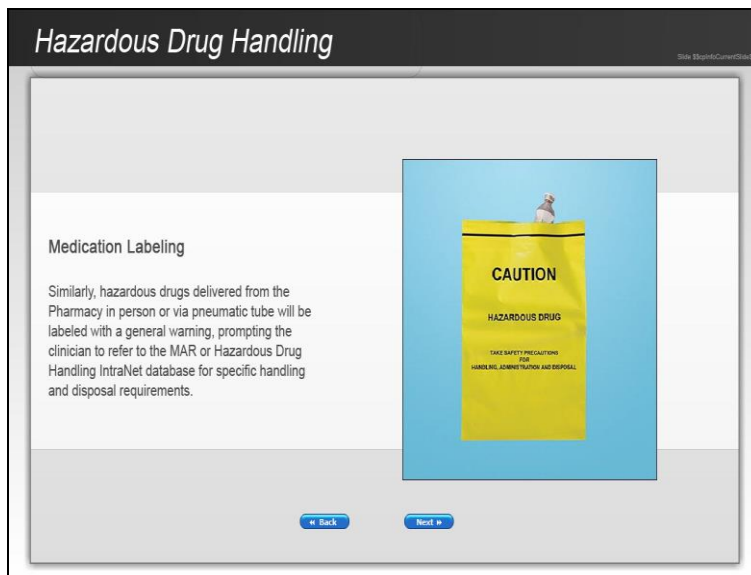 Hazardous Drug Handling
Slide $$cpInfoCurrentSlide$
Medication Labeling
Similarly, hazardous drugs delivered from the
Pharmacy in person or via pneumatic tube will be
labeled with a general warning, prompting the
clinician to refer to the MAR or Hazardous Drug
Handling IntraNet database for specific handling
and disposal requirements.
CAUTION
HAZARDOUS DRUG
TAKE SAFETY PRECAUTIONS
FOR
HANDLING, ADMINISTRATION AND DISPOSAL
Back
Next